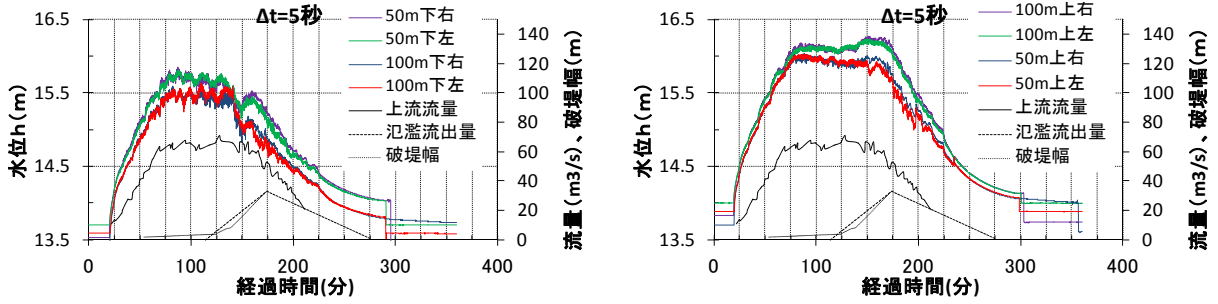 Δt=5秒
16.5
15.5
14.5
13.5
水位h(m)
0
100
200
300
400
経過時間(分)
140
120
100
80
60
40
20
0
流量(m3/s)、破堤幅(m)
50m下右
50m下左
100m下右
100m下左
上流流量
氾濫流出量
破堤幅
Δt=5秒
16.5
15.5
14.5
13.5
水位h(m)
0
100
200
300
400
経過時間(分)
140
120
100
80
60
40
20
0
流量(m3/s)、破堤幅(m)
100m上右
100m上左
50m上右
50m上左
上流流量
氾濫流出量
破堤幅